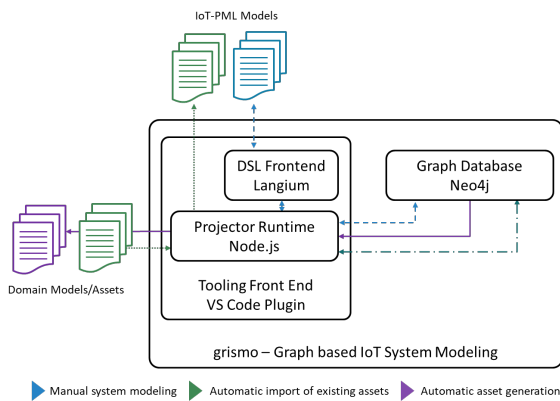 IoT-PML Models
DSL Frontend
Langium
Graph Database
Neo4j
Projector Runtime
Node.js
Domain Models/Assets
Tooling Front End
VS Code Plugin
grismo – Graph based IoT System Modeling
Manual system modeling
Automatic import of existing assets
Automatic asset generation